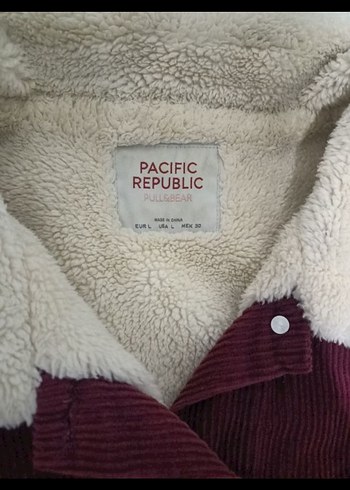 PACIFIC
REPUBLIC
PULL&BEAR
MADE IN CHINA
EUR L USA L MEX 30